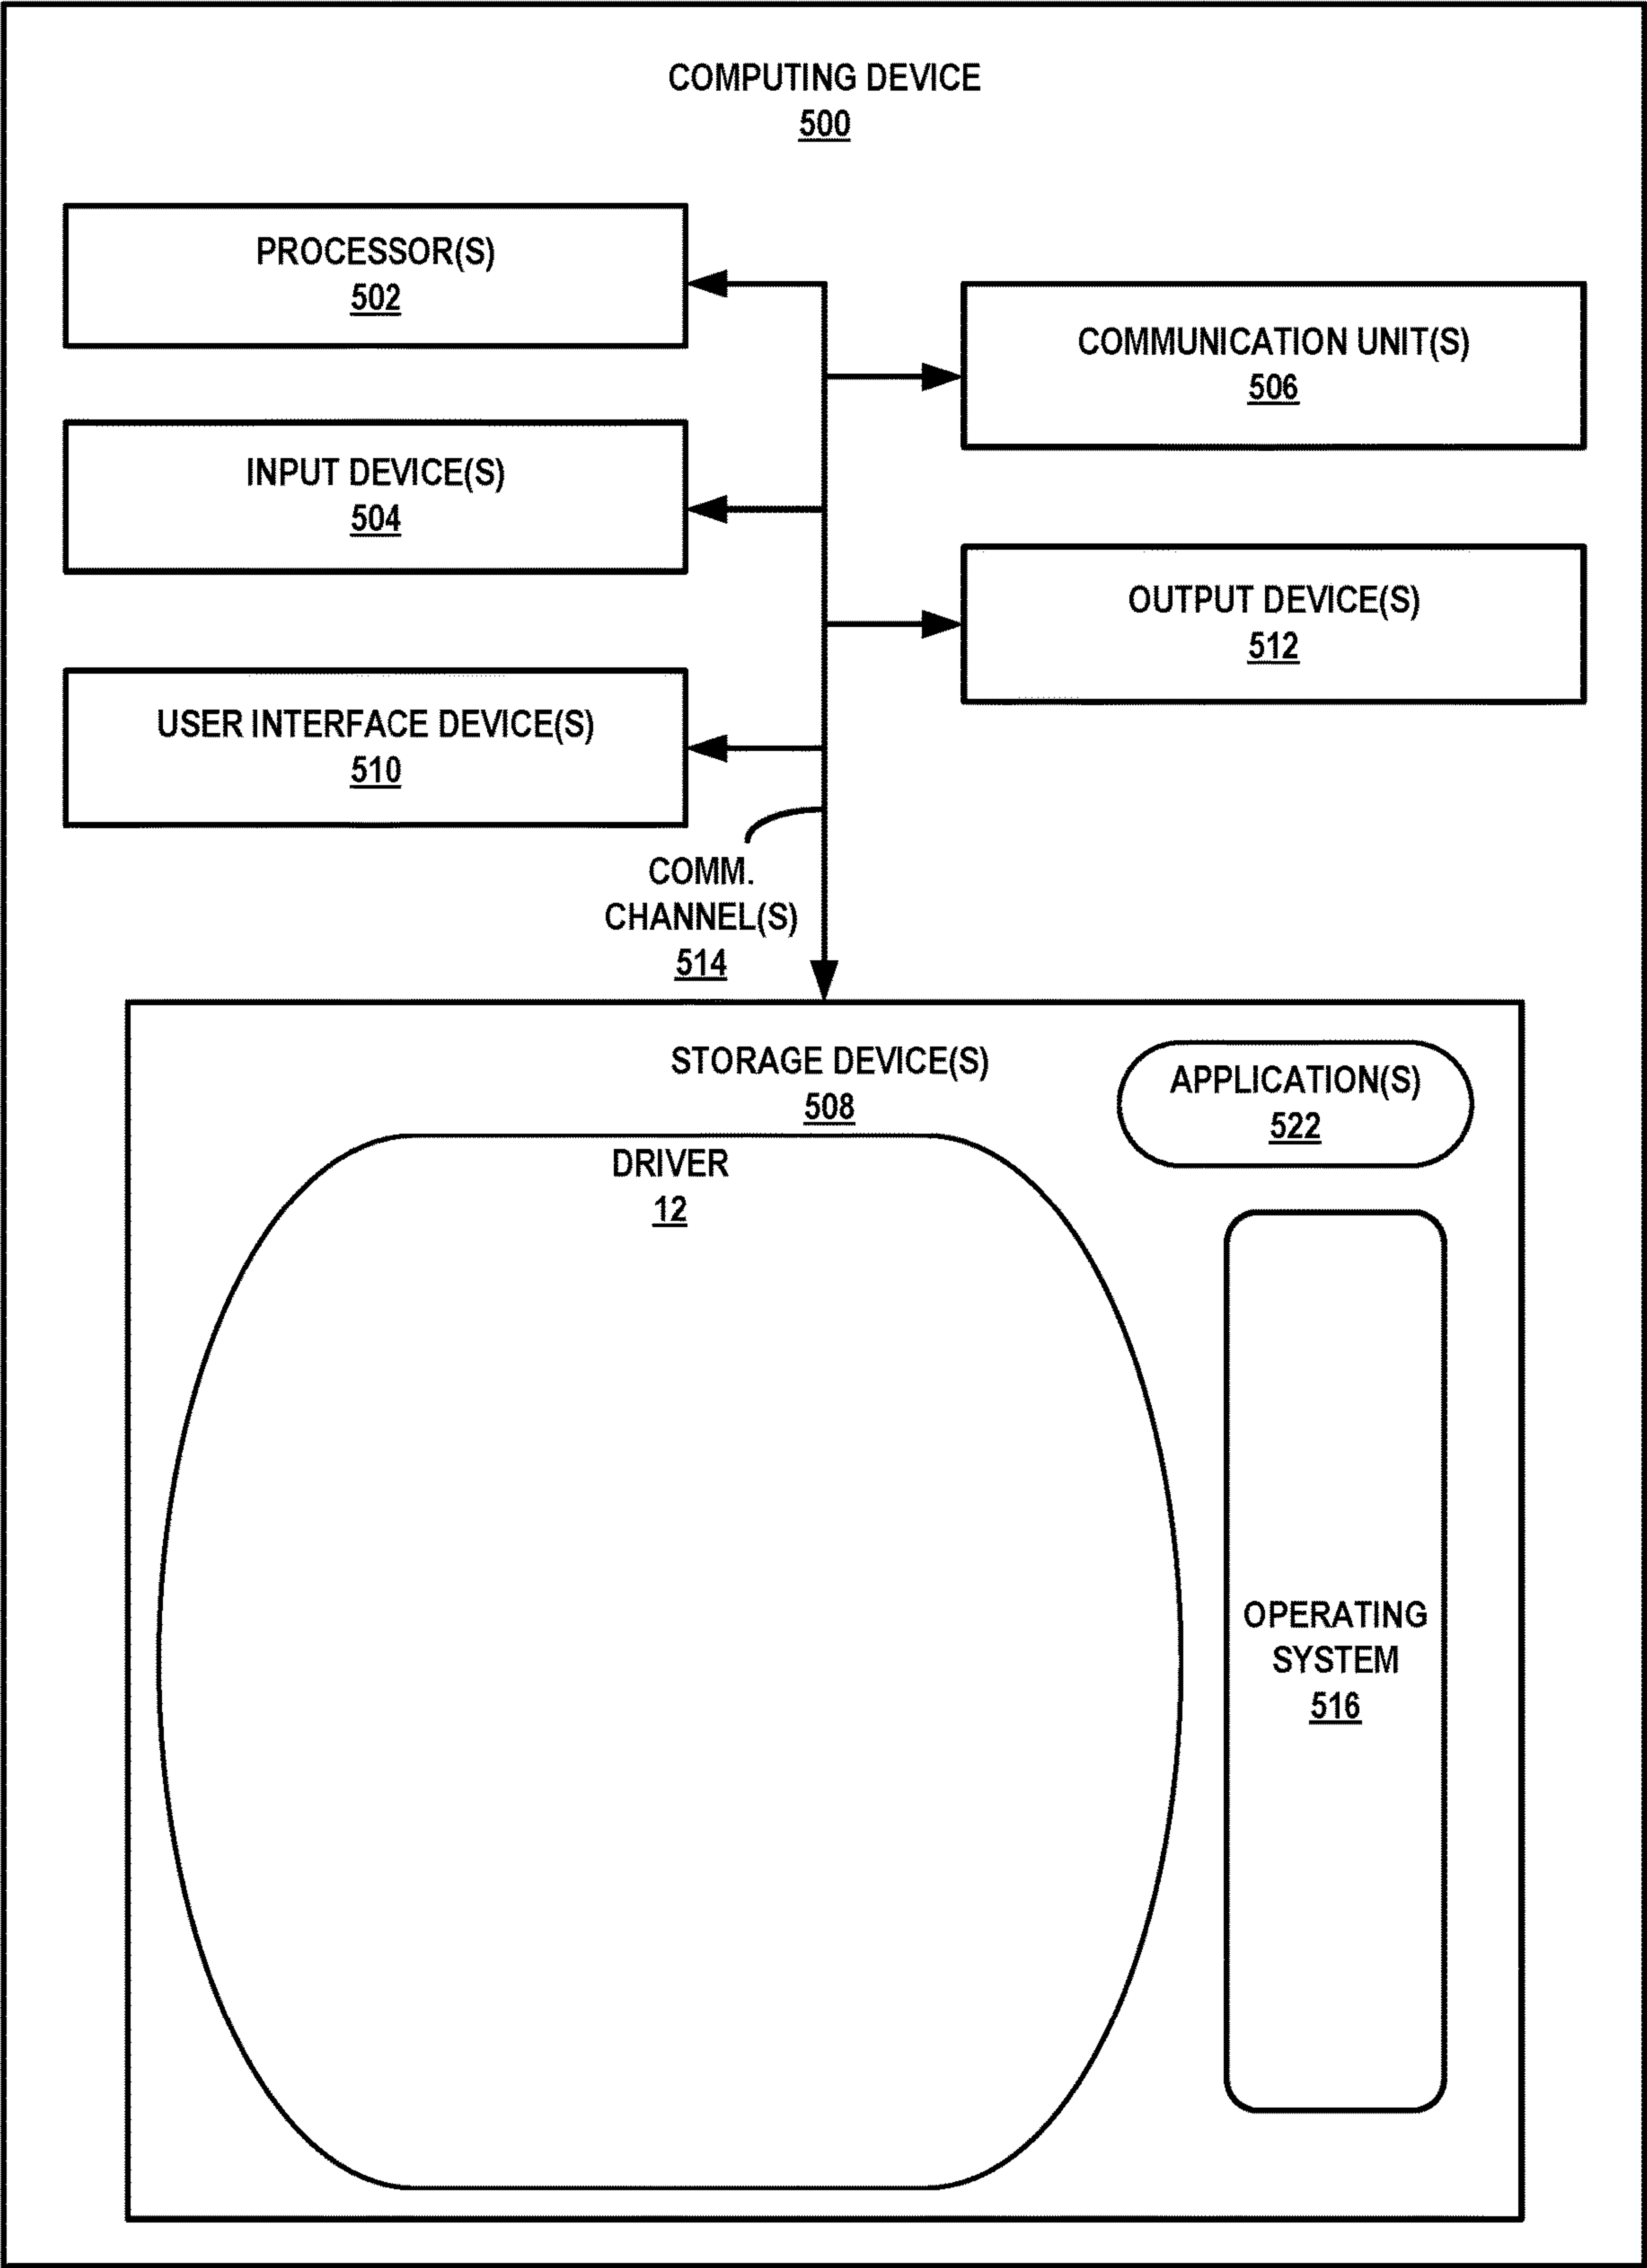 COMPUTING DEVICE
500
PROCESSOR(S)
502
COMMUNICATION UNIT(S)
506
INPUT DEVICE(S)
504
OUTPUT DEVICE(S)
512
USER INTERFACE DEVICE(S)
510
COMM.
CHANNEL(S)
514
STORAGE DEVICE(S)
508
APPLICATION(S)
522
DRIVER
12
OPERATING
SYSTEM
516